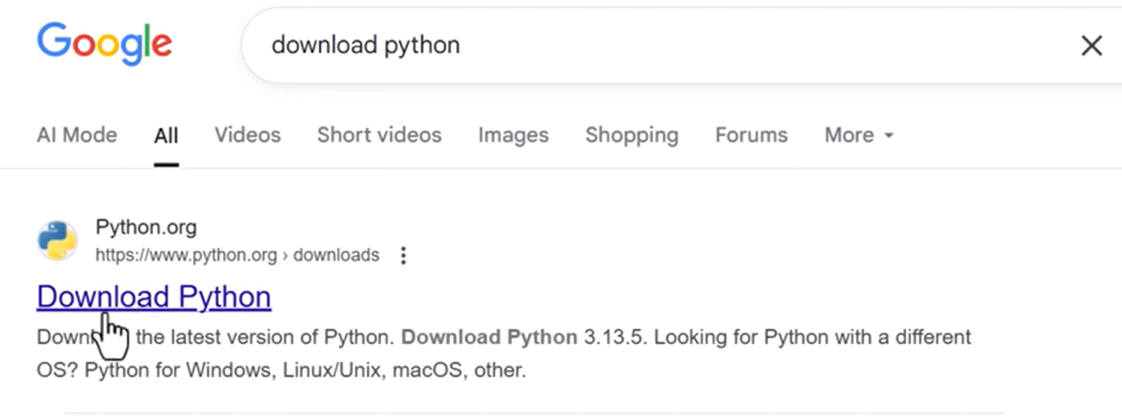 Google
download python
AI Mode All Videos Short videos Images Shopping Forums More
Python.org
https://www.python.org › downloads
Download Python
the latest version of Python. Download Python 3.13.5. Looking for Python with a different
OS? Python for Windows, Linux/Unix, macOS, other.